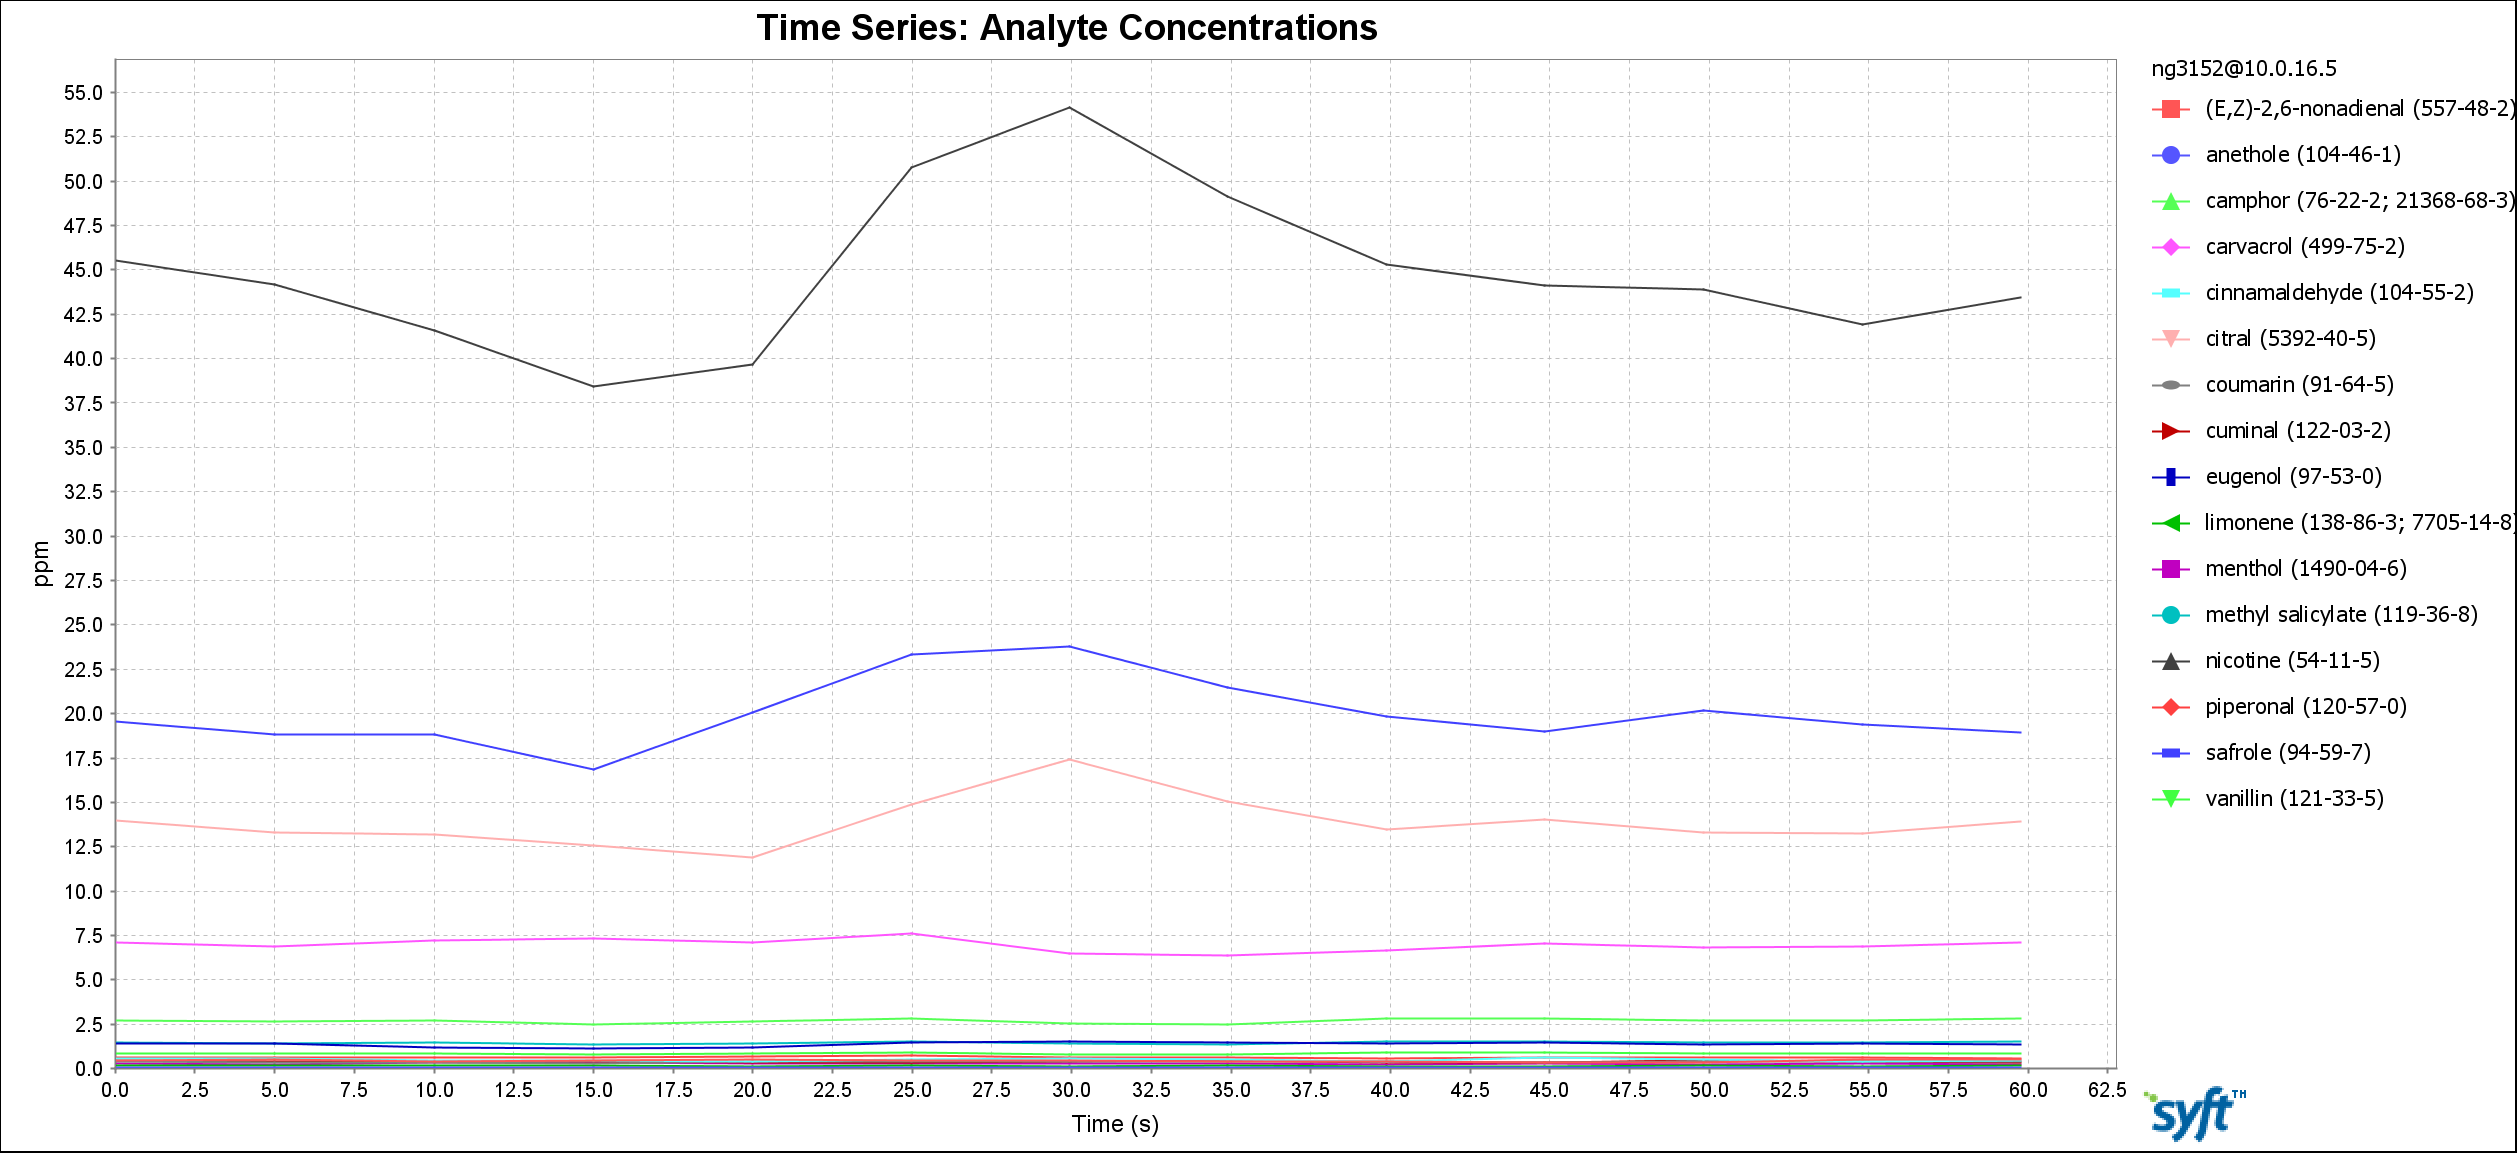 Time Series: Analyte Concentrations
ng3152@10.0.16.5
(E,Z)-2,6-nonadienal (557-48-2)
anethole (104-46-1)
camphor (76-22-2; 21368-68-3)
carvacrol (499-75-2)
cinnamaldehyde (104-55-2)
citral (5392-40-5)
coumarin (91-64-5)
cuminal (122-03-2)
eugenol (97-53-0)
limonene (138-86-3; 7705-14-8)
menthol (1490-04-6)
methyl salicylate (119-36-8)
nicotine (54-11-5)
piperonal (120-57-0)
safrole (94-59-7)
vanillin (121-33-5)
55.0
52.5
50.0
47.5
45.0
42.5
40.0
37.5
35.0
32.5
30.0
27.5
25.0
22.5
20.0
17.5
15.0
12.5
10.0
7.5
5.0
2.5
0.0
ppm
0.0 2.5 5.0 7.5 10.0 12.5 15.0 17.5 20.0 22.5 25.0 27.5 30.0 32.5 35.0 37.5 40.0 42.5 45.0 47.5 50.0 52.5 55.0 57.5 60.0 62.5
Time (s)
syft™